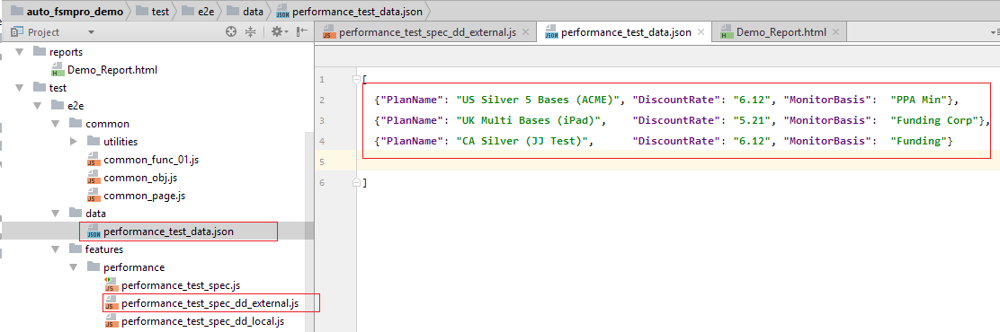 auto_fsmpro_demo test e2e data performance_test_data.json
Project
performance_test_spec_dd_external.js performance_test_data.json Demo_Report.html
reports
Demo_Report.html
test
e2e
common
utilities
common_func_01.js
common_obj.js
common_page.js
data
performance_test_data.json
features
performance
performance_test_spec.js
performance_test_spec_dd_external.js
performance_test_spec_dd_local.js
1 [
2 {"PlanName": "US Silver 5 Bases (ACME)", "DiscountRate": "6.12", "MonitorBasis": "PPA Min"},
3 {"PlanName": "UK Multi Bases (iPad)", "DiscountRate": "5.21", "MonitorBasis": "Funding Corp"},
4 {"PlanName": "CA Silver (JJ Test)", "DiscountRate": "6.12", "MonitorBasis": "Funding"}
5
6 ]